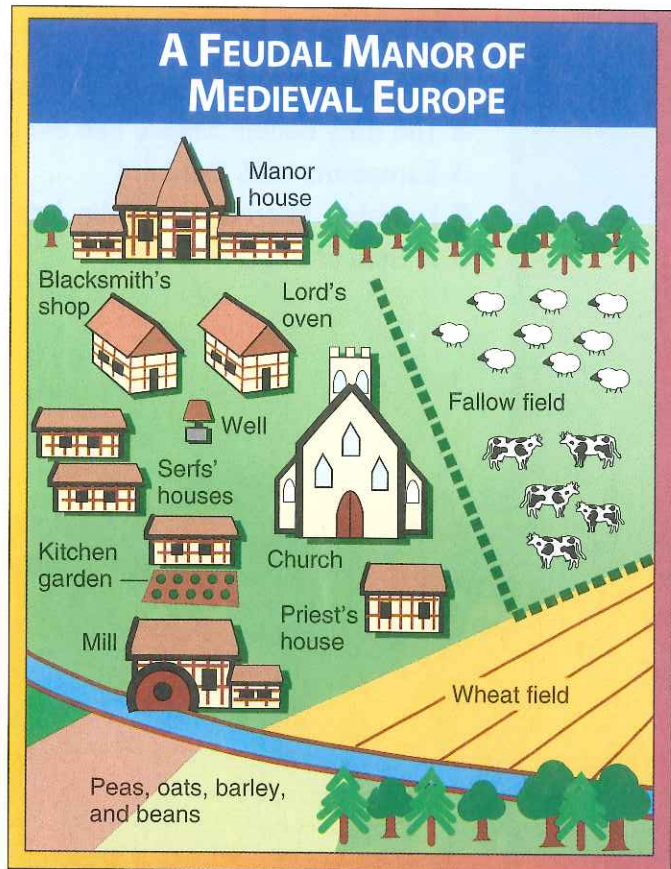 A FEUDAL MANOR OF
MEDIEVAL EUROPE
Manor
house
Blacksmith's
shop
Lord's
oven
Fallow field
Well
Serfs'
houses
Kitchen
garden
Church
Priest's
house
Mill
Wheat field
Peas, oats, barley,
and beans